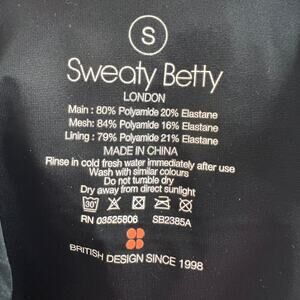 S
Sweaty Betty
LONDON
Main : 80% Polyamide 20% Elastane
Mesh: 84% Polyamide 16% Elastane
Lining : 79% Polyamide 21% Elastane
MADE IN CHINA
Rinse in cold fresh water immediately after use
Wash with similar colours
Do not tumble dry
Dry away from direct sunlight
30°
RN 03525806 SB2385A
BRITISH DESIGN SINCE 1998